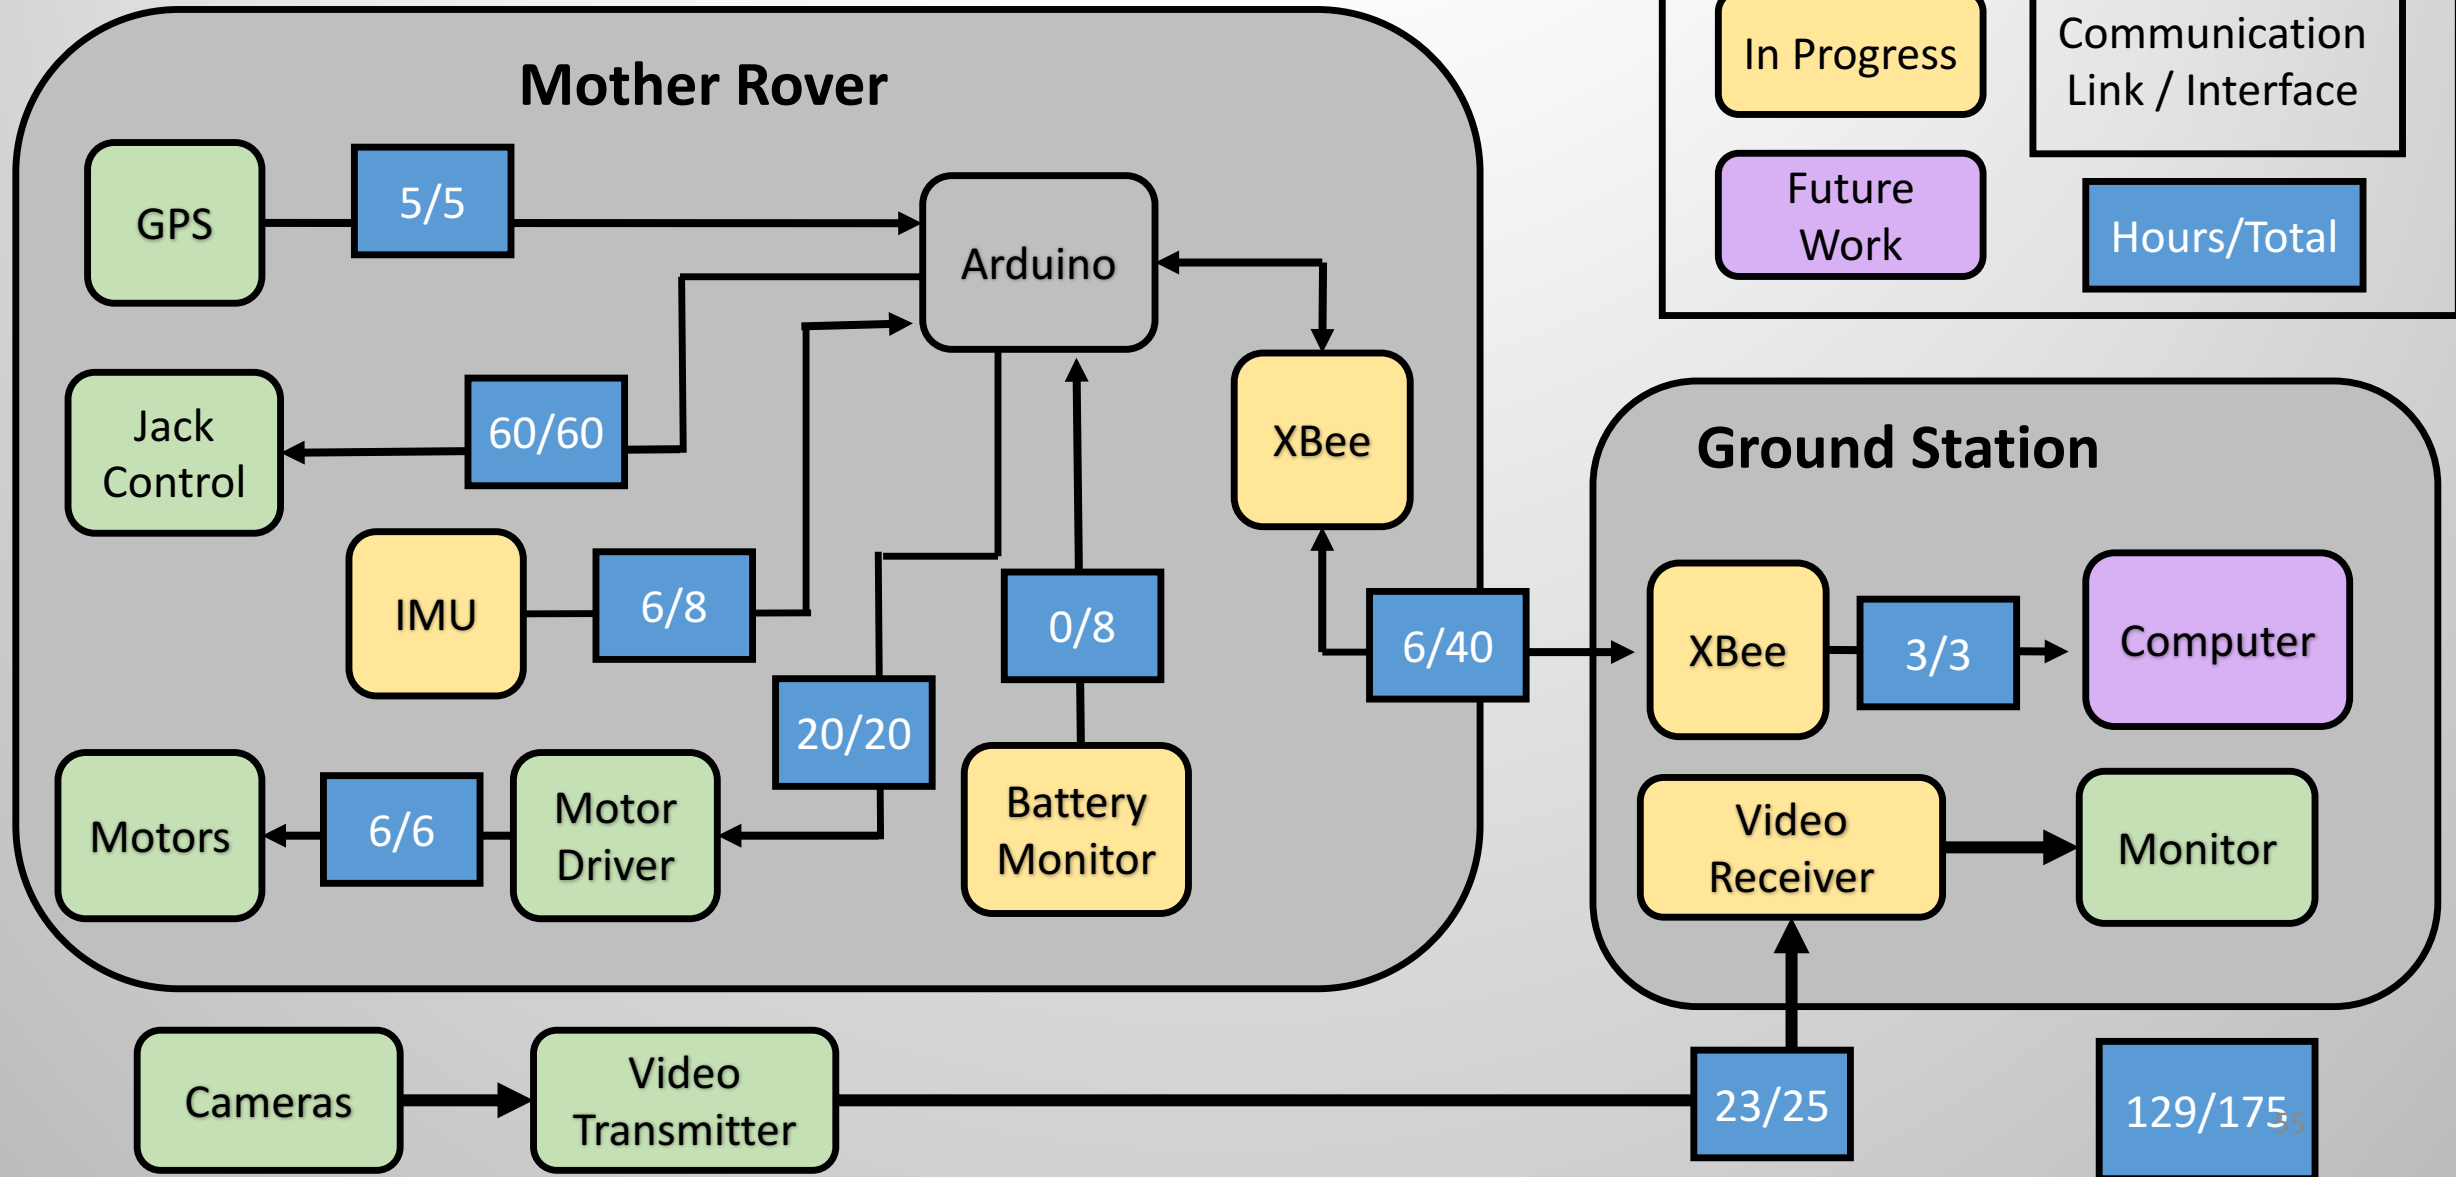 Mother Rover
In Progress
Communication
Link / Interface
Future
Work
Hours/Total
GPS
5/5
Arduino
Jack
Control
60/60
XBee
IMU
6/8
0/8
20/20
6/40
Motors
6/6
Motor
Driver
Battery
Monitor
Ground Station
XBee
3/3
Computer
Video
Receiver
Monitor
Cameras
Video
Transmitter
23/25
129/175
35